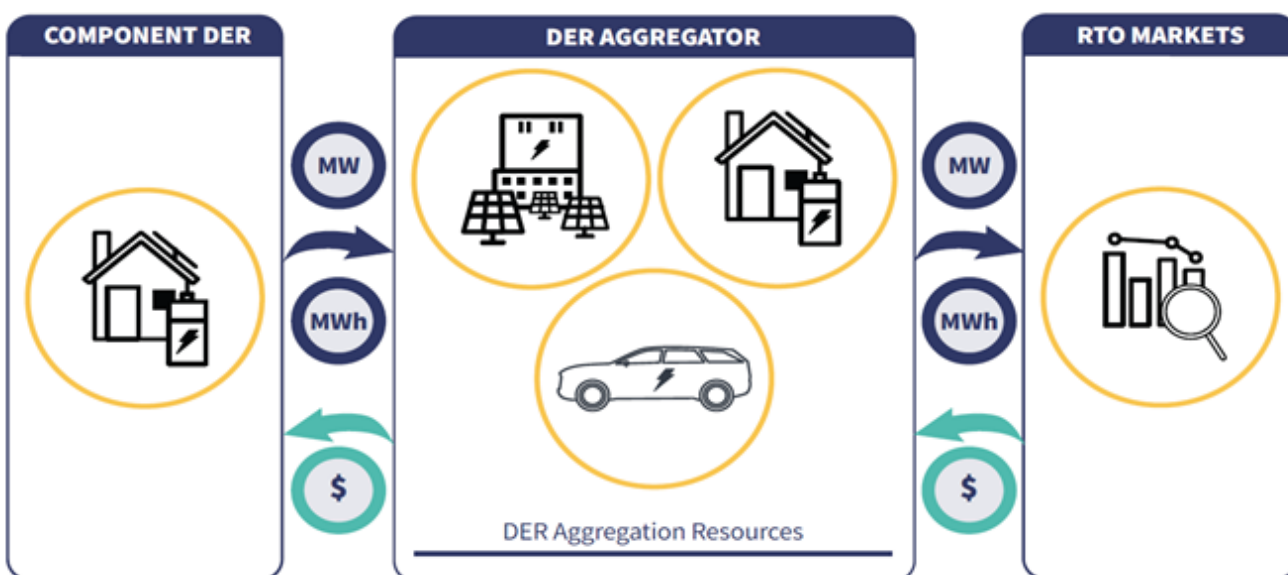 COMPONENT DER
DER AGGREGATOR
RTO MARKETS
MW
MWh
$
MW
MWh
$
DER Aggregation Resources